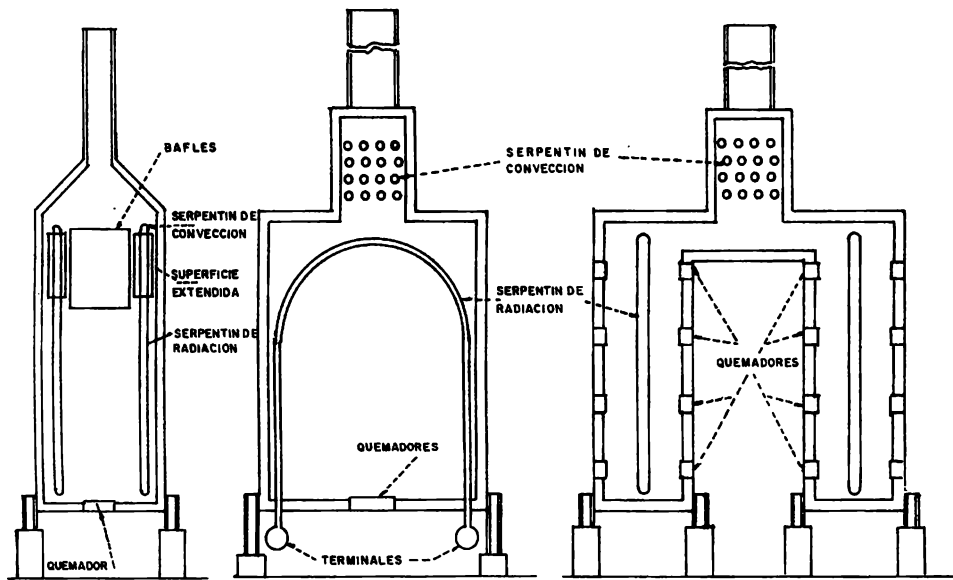 BAFLES
SERPENTIN DE
CONVECCION
SUPERFICIE
EXTENDIDA
SERPENTIN DE
RADIACION
QUEMADOR
SERPENTIN DE
CONVECCION
SERPENTIN DE
RADIACION
QUEMADORES
TERMINALES
QUEMADORES